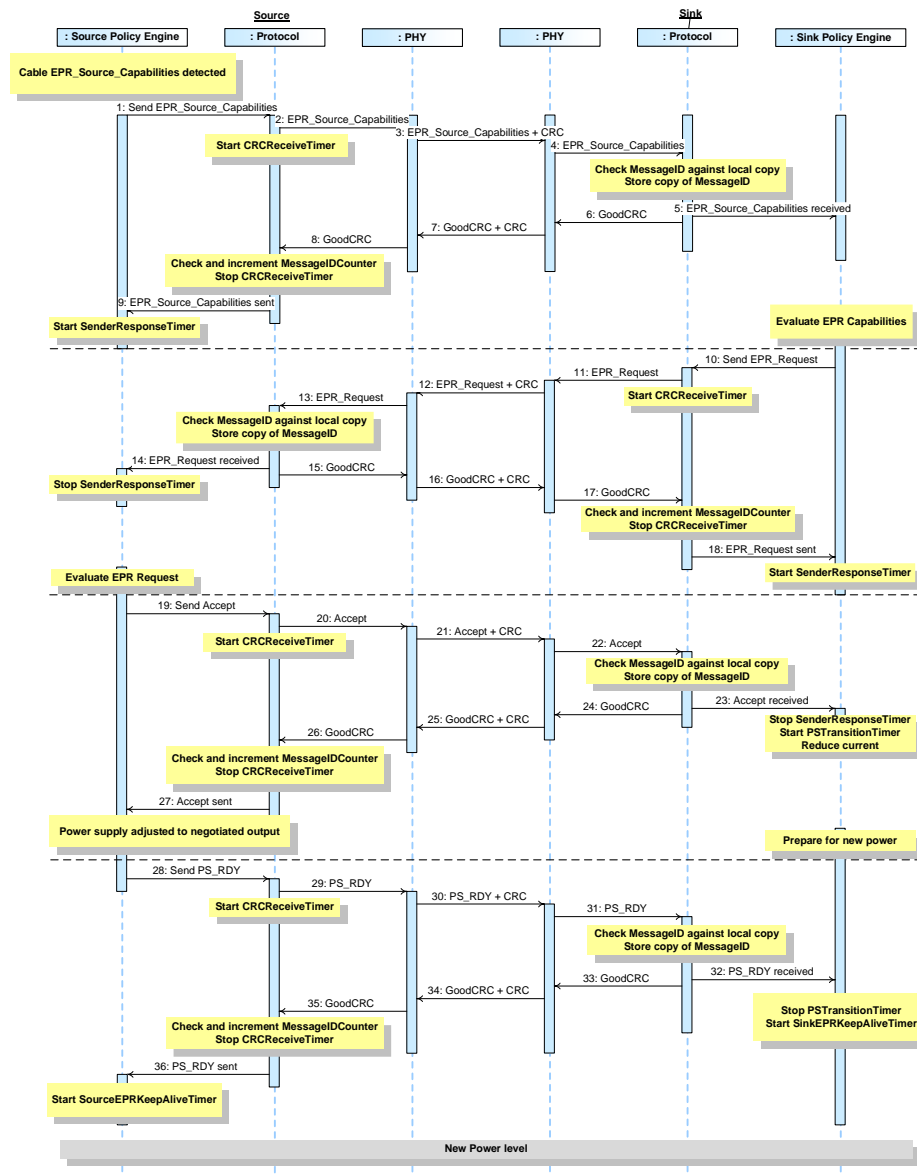 Source
Sink
: Source Policy Engine
: Protocol
: PHY
: PHY
: Protocol
: Sink Policy Engine
Cable EPR_Source_Capabilities detected
1: Send EPR_Source_Capabilities
2: EPR_Source_Capabilities
3: EPR_Source_Capabilities + CRC
Start CRCReceiveTimer
4: EPR_Source_Capabilities
Check MessageID against local copy
Store copy of MessageID
5: EPR_Source_Capabilities received
6: GoodCRC
7: GoodCRC + CRC
8: GoodCRC
Check and increment MessageIDCounter
Stop CRCReceiveTimer
9: EPR_Source_Capabilities sent
Start SenderResponseTimer
Evaluate EPR Capabilities
10: Send EPR_Request
11: EPR_Request
12: EPR_Request + CRC
Start CRCReceiveTimer
13: EPR_Request
Check MessageID against local copy
Store copy of MessageID
14: EPR_Request received
15: GoodCRC
Stop SenderResponseTimer
16: GoodCRC + CRC
17: GoodCRC
Check and increment MessageIDCounter
Stop CRCReceiveTimer
18: EPR_Request sent
Start SenderResponseTimer
Evaluate EPR Request
19: Send Accept
20: Accept
Start CRCReceiveTimer
21: Accept + CRC
22: Accept
Check MessageID against local copy
Store copy of MessageID
23: Accept received
24: GoodCRC
Stop SenderResponseTimer
Start PSTransitionTimer
Reduce current
25: GoodCRC + CRC
26: GoodCRC
Check and increment MessageIDCounter
Stop CRCReceiveTimer
27: Accept sent
Power supply adjusted to negotiated output
Prepare for new power
28: Send PS_RDY
29: PS_RDY
Start CRCReceiveTimer
30: PS_RDY + CRC
31: PS_RDY
Check MessageID against local copy
Store copy of MessageID
32: PS_RDY received
33: GoodCRC
34: GoodCRC + CRC
35: GoodCRC
Stop PSTransitionTimer
Start SinkEPRKeepAliveTimer
Check and increment MessageIDCounter
Stop CRCReceiveTimer
36: PS_RDY sent
Start SourceEPRKeepAliveTimer
New Power level